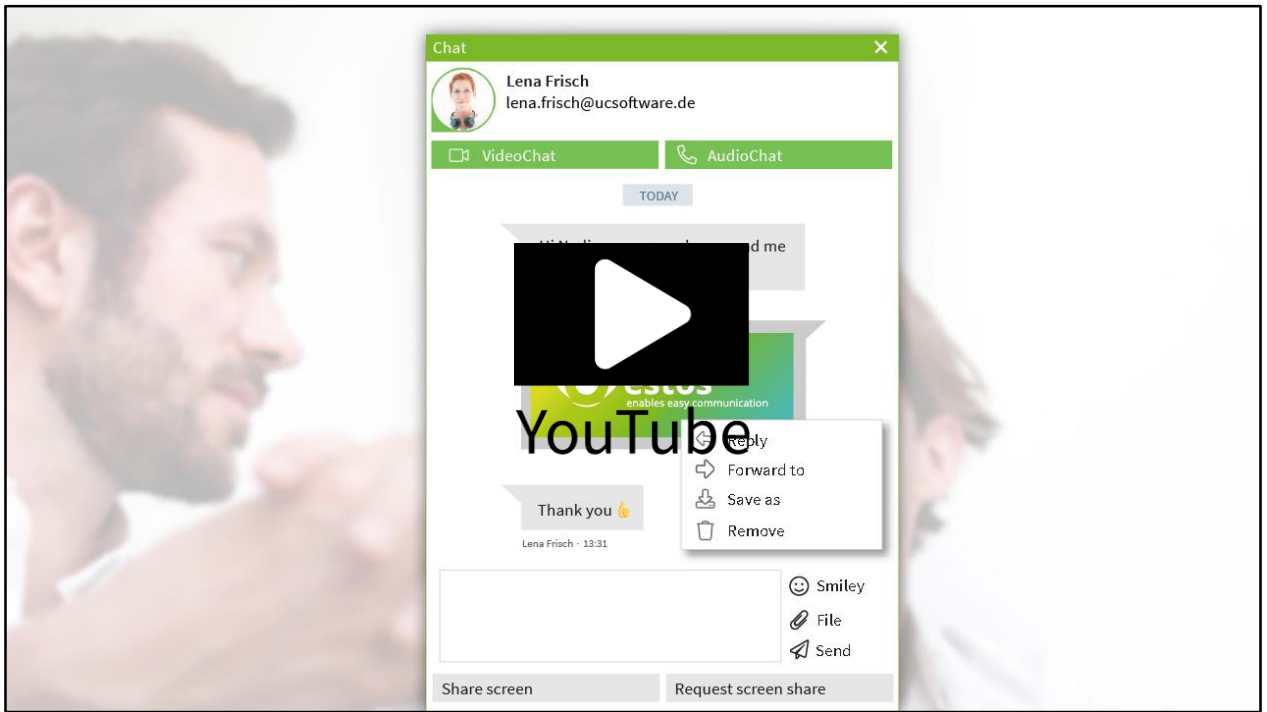 Chat
Lena Frisch
lena.frisch@ucsoftware.de
VideoChat AudioChat
TODAY
me
estos
enables easy communication
YouTube
Reply
Forward to
Save as
Remove
Thank you 👍
Lena Frisch · 13:31
Smiley
File
Send
Share screen Request screen share